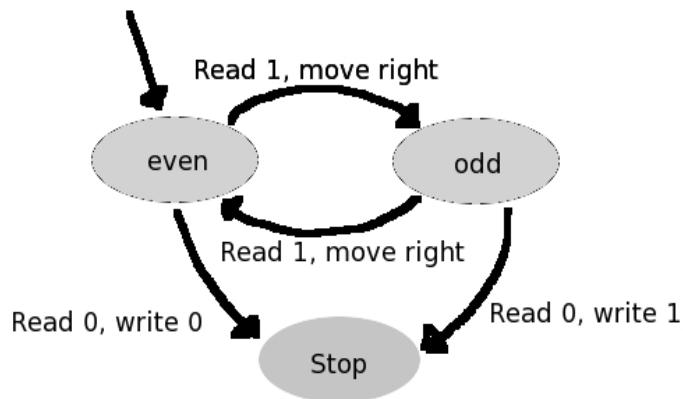 Read 1, move right
even
odd
Read 1, move right
Read 0, write 0
Read 0, write 1
Stop